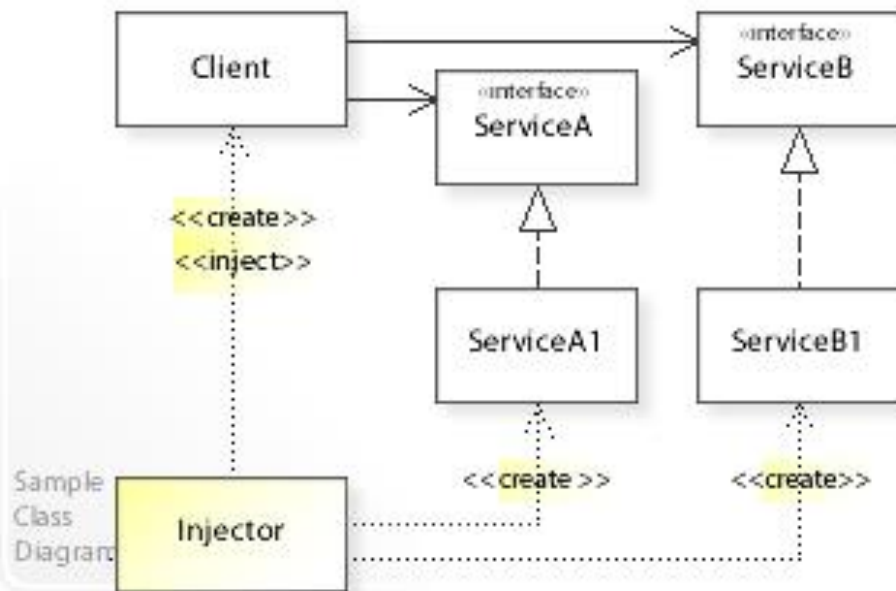 Client
«interface»
ServiceB
«interface»
ServiceA
<<create>>
<<inject>>
ServiceA1
ServiceB1
<<create >>
<<create>>
Sample
Class
Diagram
Injector